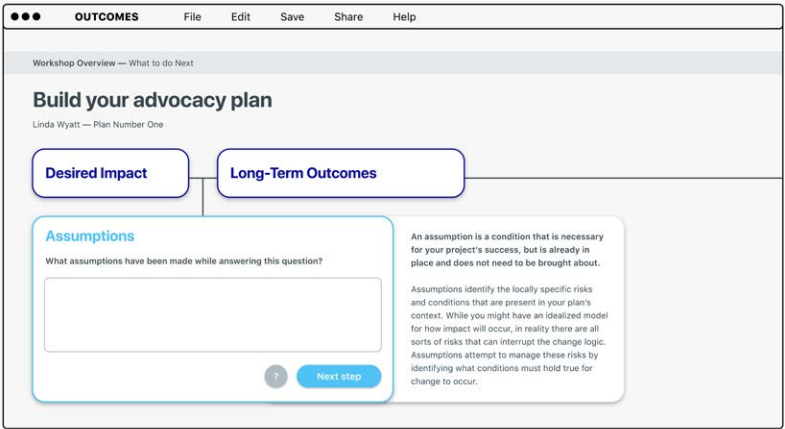 OUTCOMES File Edit Save Share Help
Workshop Overview — What to do Next
Build your advocacy plan
Linda Wyatt — Plan Number One
Desired Impact
Long-Term Outcomes
Assumptions
What assumptions have been made while answering this question?
? Next step
An assumption is a condition that is necessary
for your project's success, but is already in
place and does not need to be brought about.
Assumptions identify the locally specific risks
and conditions that are present in your plan's
context. While you might have an idealized model
for how impact will occur, in reality there are all
sorts of risks that can interrupt the change logic.
Assumptions attempt to manage these risks by
identifying what conditions must hold true for
change to occur.